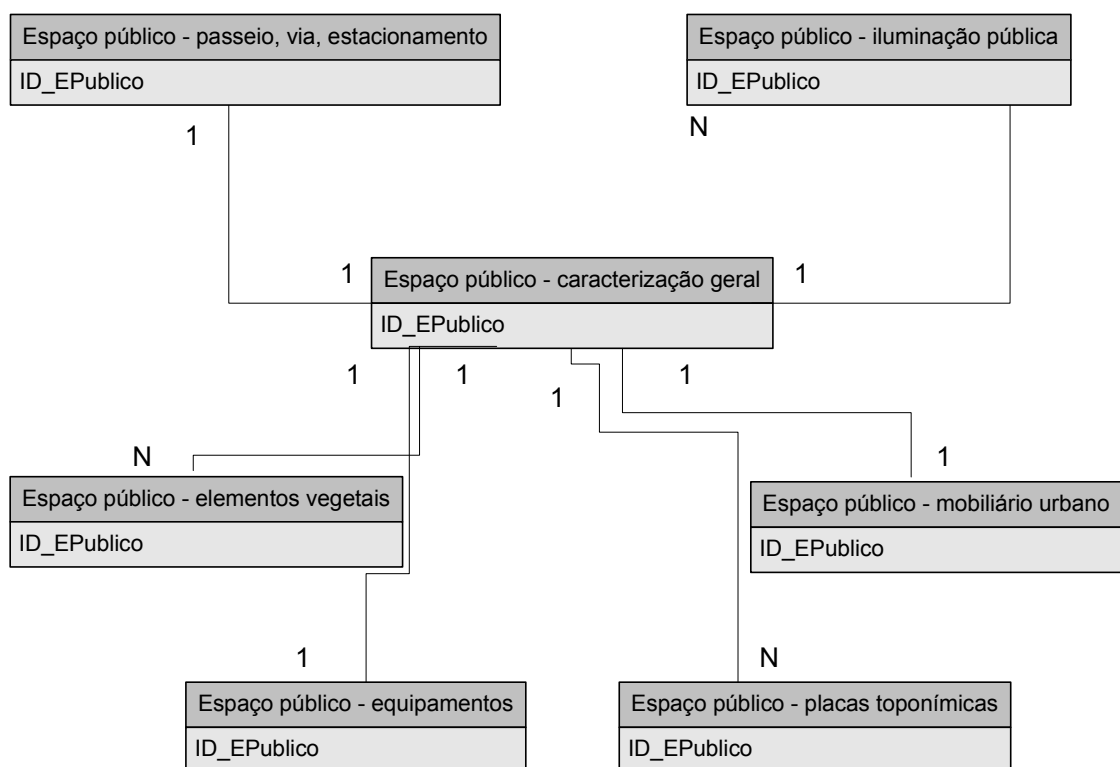 Espaço público - passeio, via, estacionamento
ID_EPublico
Espaço público - iluminação pública
ID_EPublico
1
N
1
Espaço público - caracterização geral
ID_EPublico
1
1
1
1
1
N
Espaço público - elementos vegetais
ID_EPublico
1
Espaço público - mobiliário urbano
ID_EPublico
1
Espaço público - equipamentos
ID_EPublico
N
Espaço público - placas toponímicas
ID_EPublico